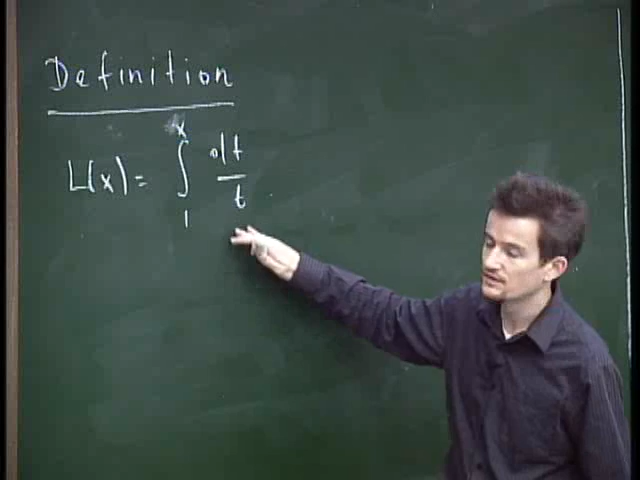 Definition
L(x) = ∫₁ˣ dt/t